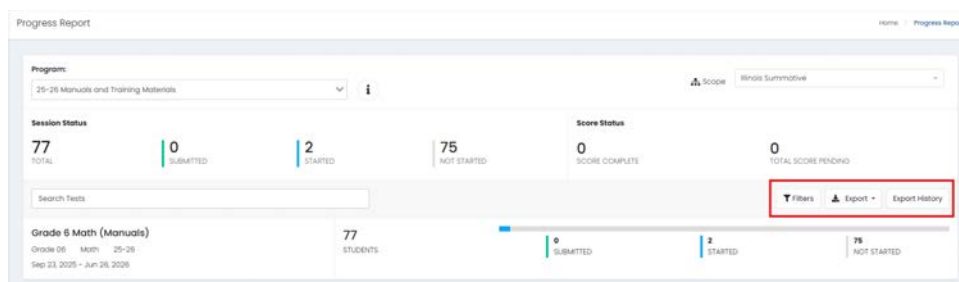 Progress Report
Home / Progress Repo
Program:
25-26 Manuals and Training Materials
i
Scope
Illinois Summative
Session Status
Score Status
77
TOTAL
0
SUBMITTED
2
STARTED
75
NOT STARTED
0
SCORE COMPLETE
0
TOTAL SCORE PENDING
Search Tests
Filters
Export
Export History
Grade 6 Math (Manuals)
Grade 06 Math 25-26
Sep 23, 2025 - Jun 26, 2026
77
STUDENTS
0
SUBMITTED
2
STARTED
75
NOT STARTED